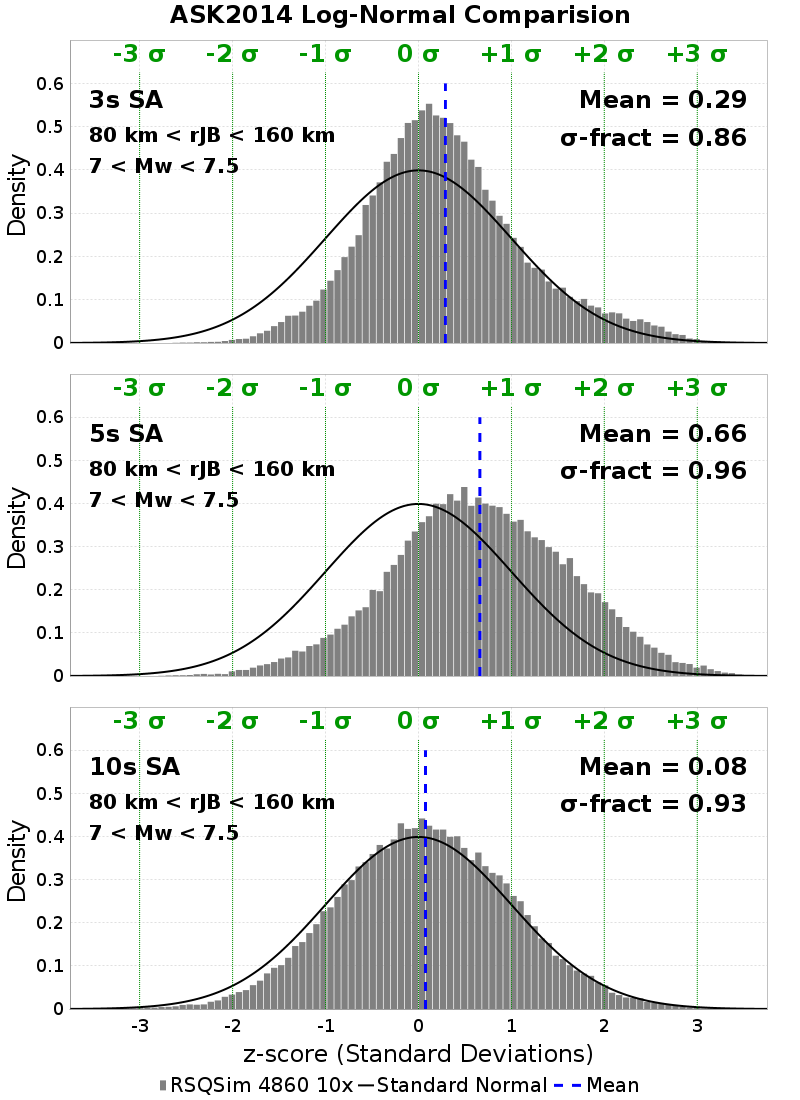 ASK2014 Log-Normal Comparision
-3 σ -2 σ -1 σ 0 σ +1 σ +2 σ +3 σ
0.6
3s SA Mean = 0.29
0.5
80 km < rJB < 160 km σ-fract = 0.86
0.4
7 < Mw < 7.5
Density
0.3
0.2
0.1
0
-3 σ -2 σ -1 σ 0 σ +1 σ +2 σ +3 σ
0.6
5s SA Mean = 0.66
0.5
80 km < rJB < 160 km σ-fract = 0.96
0.4
7 < Mw < 7.5
Density
0.3
0.2
0.1
0
-3 σ -2 σ -1 σ 0 σ +1 σ +2 σ +3 σ
0.6
10s SA Mean = 0.08
0.5
80 km < rJB < 160 km σ-fract = 0.93
0.4
7 < Mw < 7.5
Density
0.3
0.2
0.1
0
-3 -2 -1 0 1 2 3
z-score (Standard Deviations)
RSQSim 4860 10x Standard Normal Mean